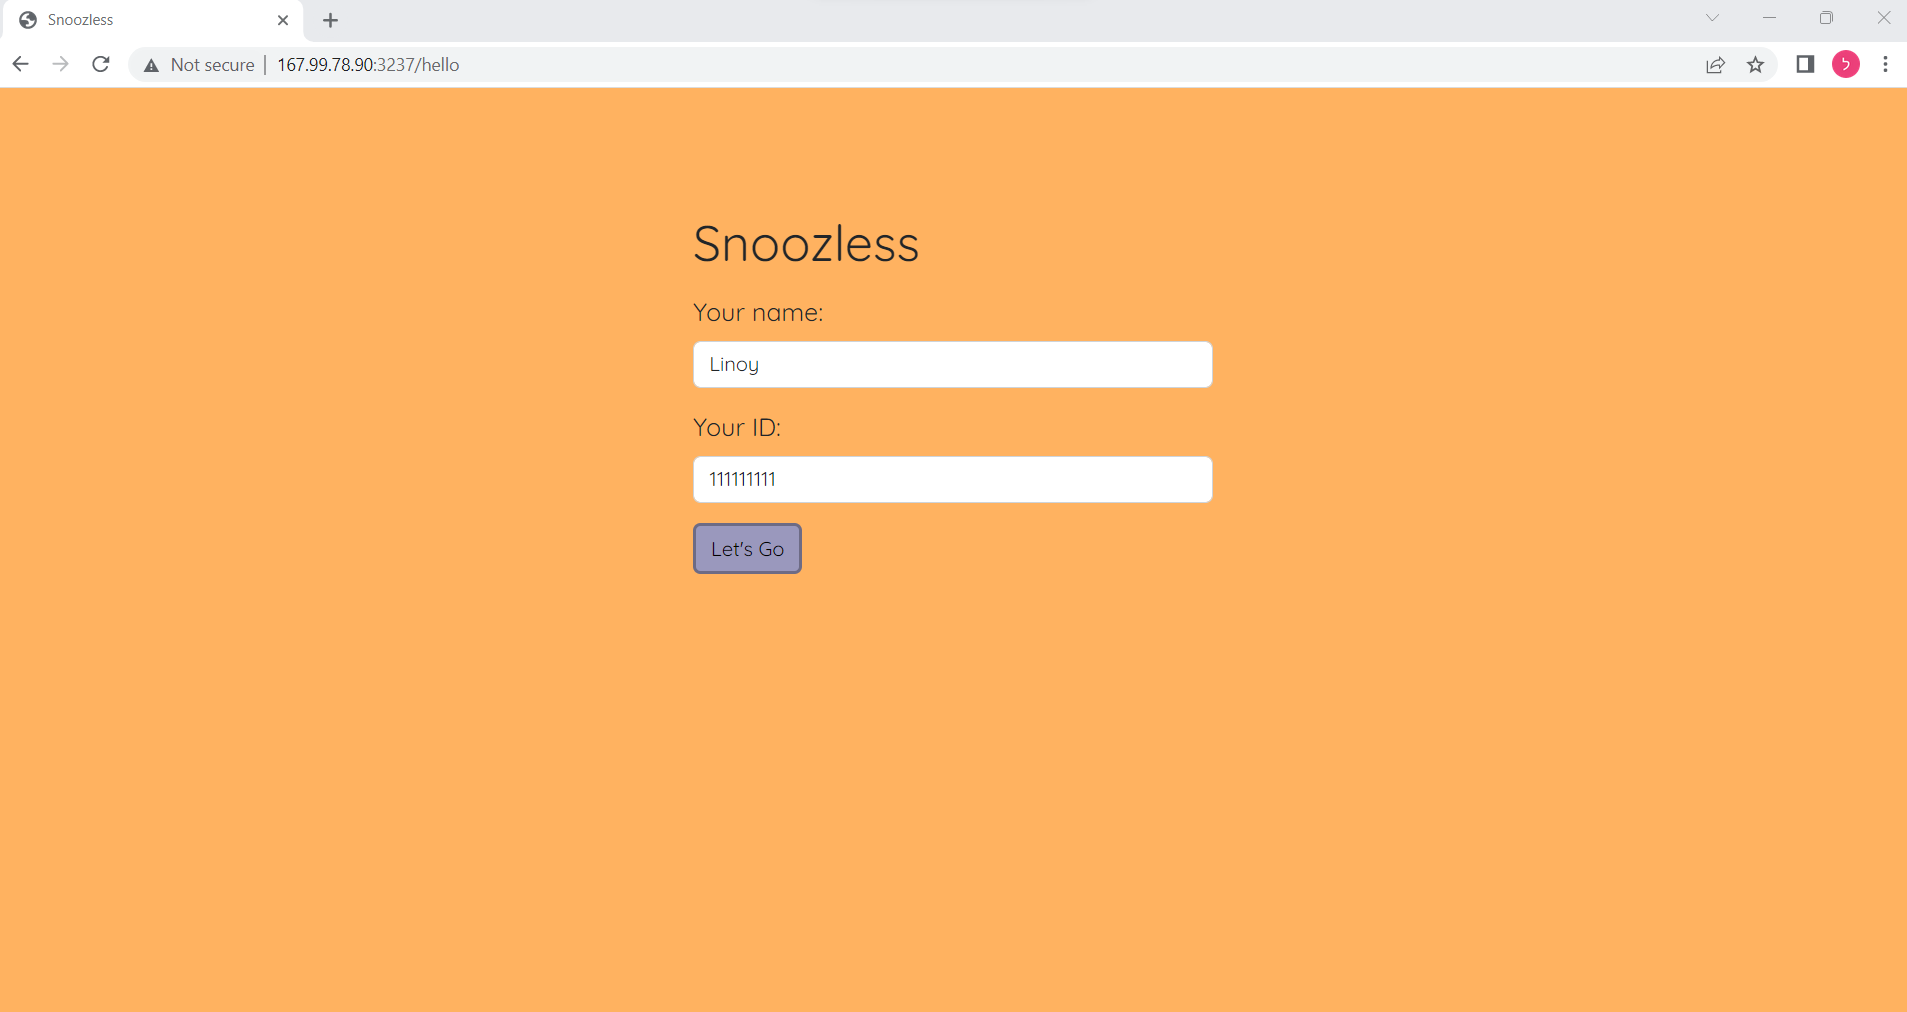 Snoozless
Not secure | 167.99.78.90:3237/hello
ל
Snoozless
Your name:
Linoy
Your ID:
111111111
Let's Go